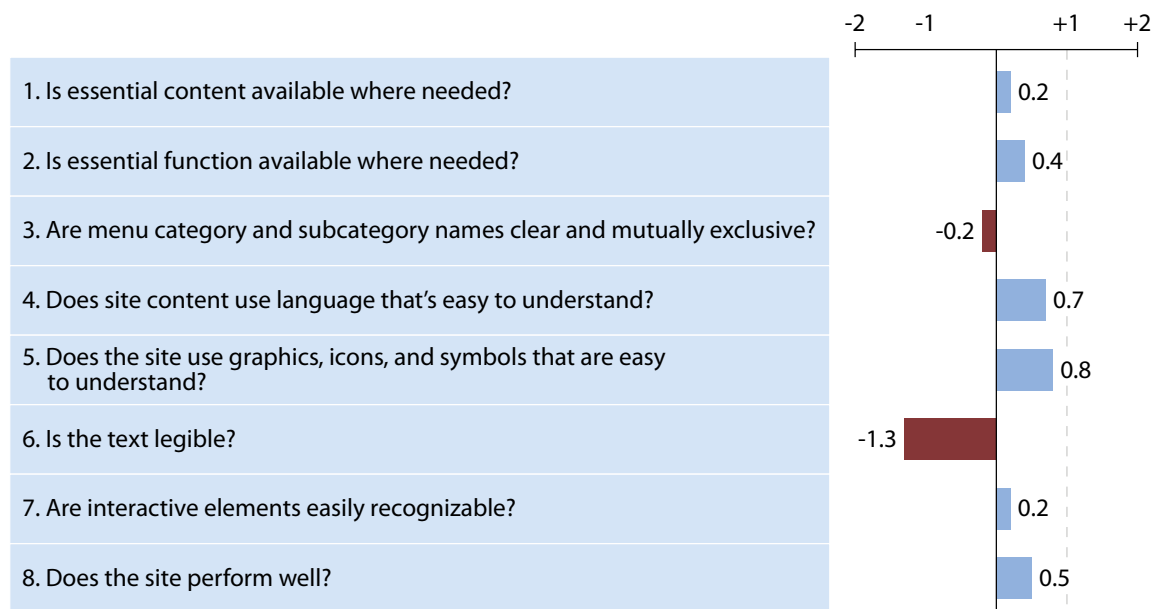 -2 -1 +1 +2
1. Is essential content available where needed? 0.2
2. Is essential function available where needed? 0.4
3. Are menu category and subcategory names clear and mutually exclusive? -0.2
4. Does site content use language that's easy to understand? 0.7
5. Does the site use graphics, icons, and symbols that are easy
to understand? 0.8
6. Is the text legible? -1.3
7. Are interactive elements easily recognizable? 0.2
8. Does the site perform well? 0.5